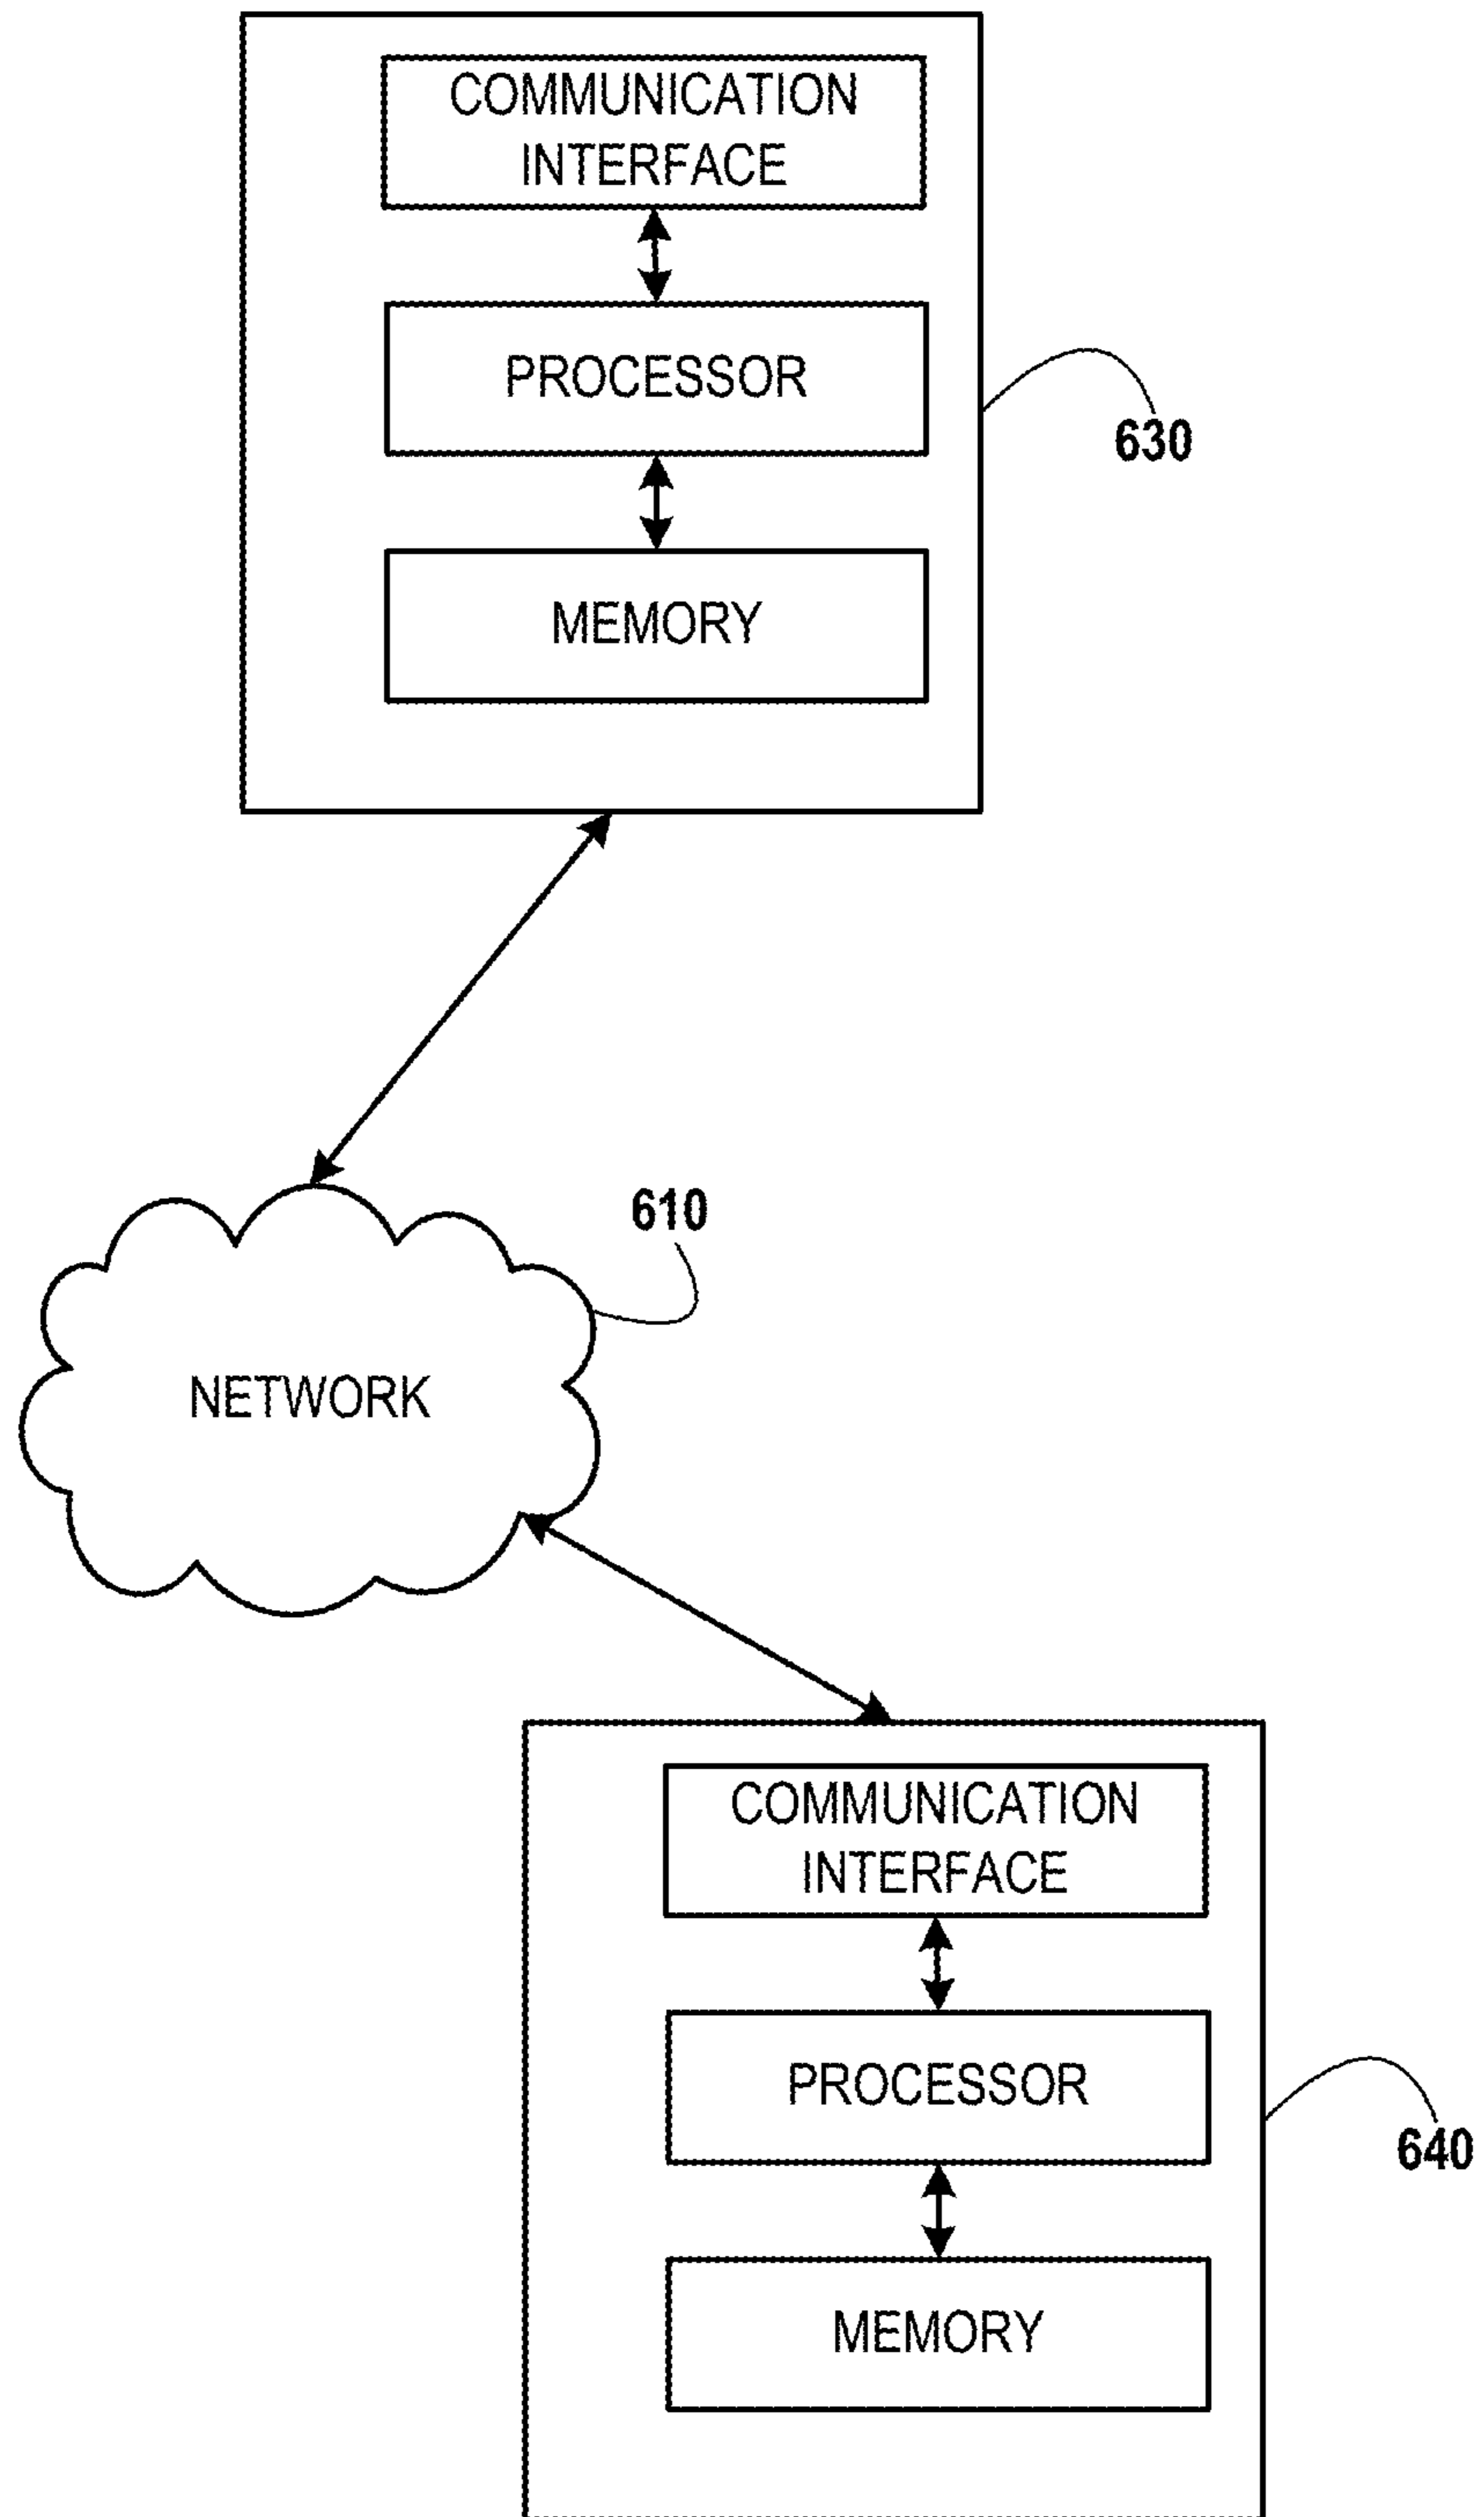 COMMUNICATION
INTERFACE
PROCESSOR
630
MEMORY
610
NETWORK
COMMUNICATION
INTERFACE
PROCESSOR
640
MEMORY